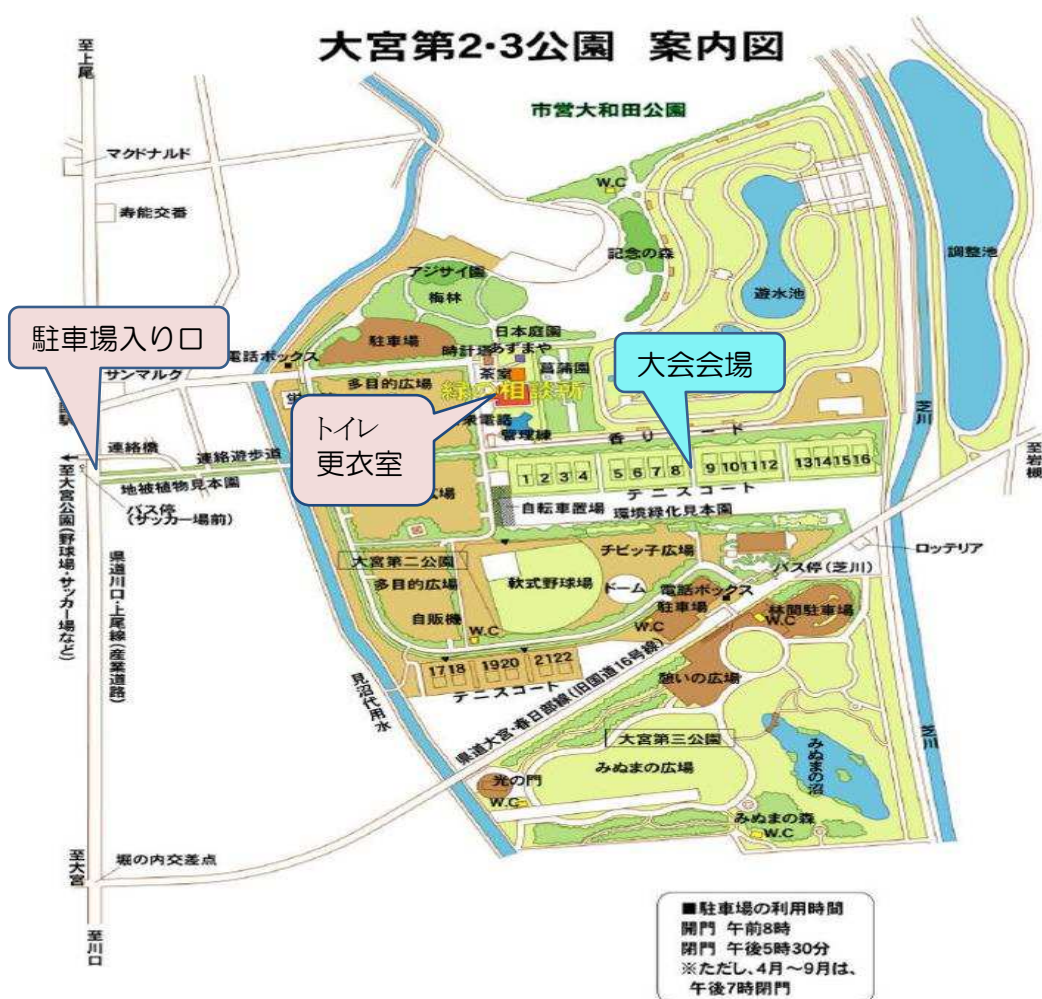 大宮第2・3公園 案内図
至上尾
市営大和田公園
マクドナルド
W.C
寿能交番
記念の森
調整池
アジサイ園
遊水池
梅林
駐車場入り口
日本庭園
駐車場
電話ボックス
時計塔
あずまや
大会会場
サンマルク
茶室
菖蒲園
多目的広場
緑の相談所
トイレ
更衣室
衆電話
管理棟
香り
ード
芝川
連絡橋
連絡遊歩道
至岩槻
1 2 3 4
5 6 7 8
9 10 11 12
13 14 15 16
地被植物見本園
広場
テニスコート
バス停
(サッカー場前)
自転車置場
環境緑化見本園
至大宮公園(野球場・サッカー場など)
ロッテリア
チビッ子広場
大宮第二公園
バス停(芝川)
県道川口・上尾線(産業道路)
多目的広場
軟式野球場
ドーム
電話ボックス
駐車場
林間駐車場
自販機
W.C
W.C
W.C
17 18
19 20
21 22
テニスコート
見沼代用水
憩いの広場
県道大宮・春日部線(旧国道16号線)
大宮第三公園
芝川
みぬまの広場
みぬまの沼
光の門
W.C
みぬまの森
W.C
至大宮
堀の内交差点
至川口
■駐車場の利用時間
開門 午前8時
閉門 午後5時30分
※ただし、4月〜9月は、
午後7時閉門